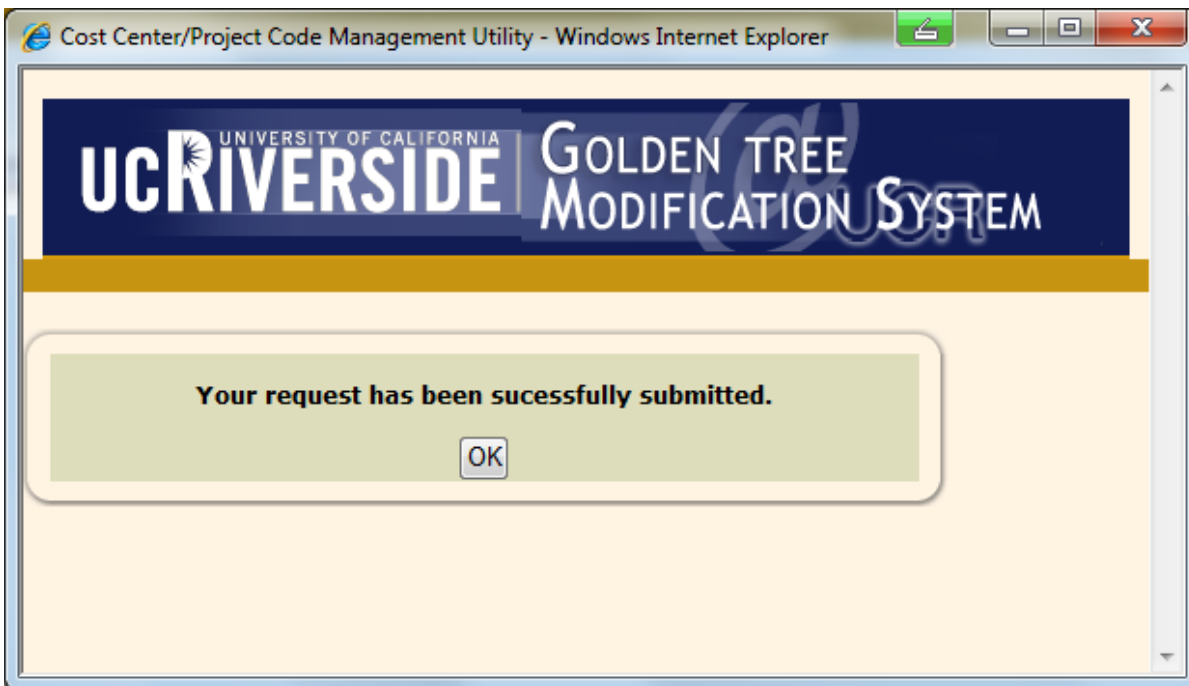 Cost Center/Project Code Management Utility - Windows Internet Explorer
UNIVERSITY OF CALIFORNIA
UCRIVERSIDE
GOLDEN TREE
MODIFICATION SYSTEM
@UCR
Your request has been sucessfully submitted.
OK